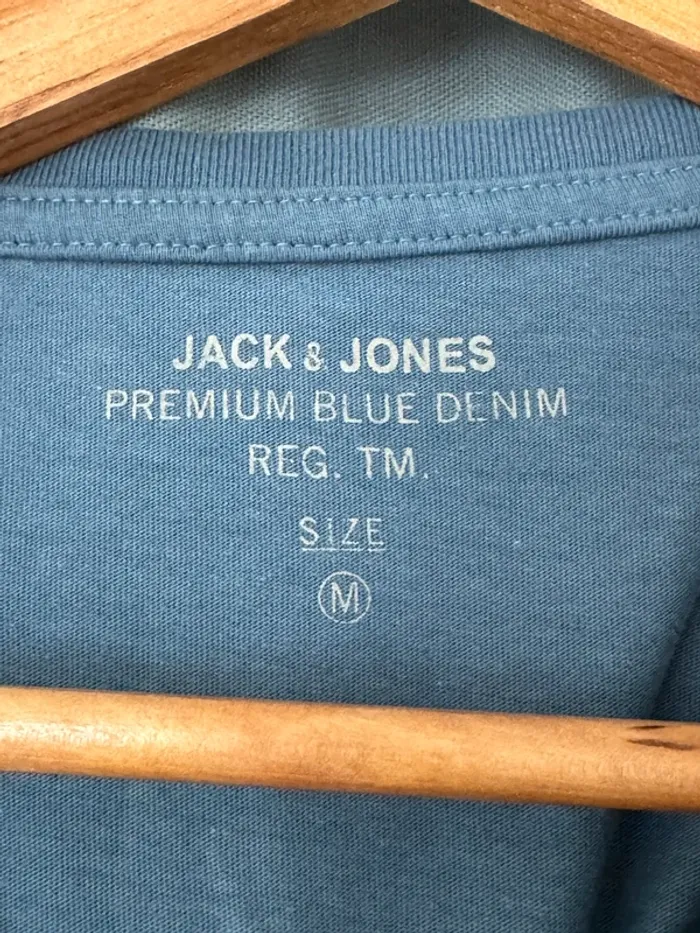 JACK & JONES
PREMIUM BLUE DENIM
REG. TM.
SIZE
M